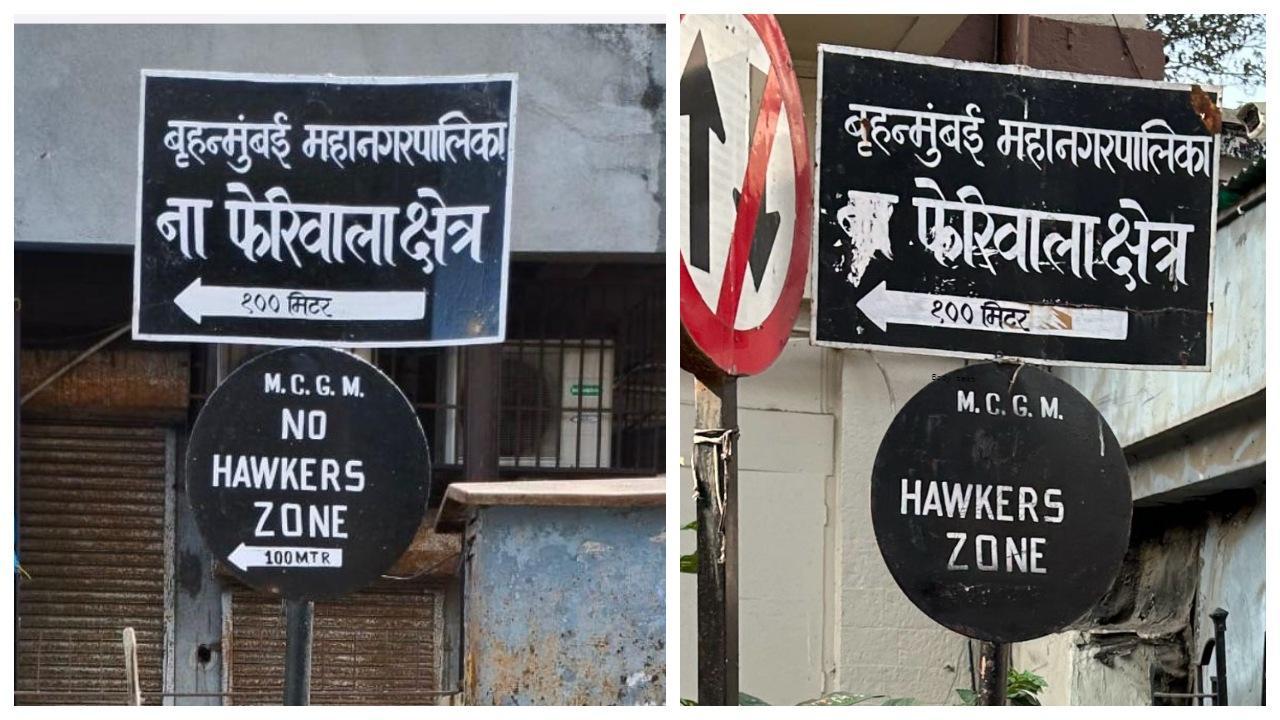 बृहन्मुंबई महानगरपालिका
ना फेरिवाला क्षेत्र
१०० मिटर
M. C. G. M.
NO
HAWKERS
ZONE
100 MTR
बृहन्मुंबई महानगरपालिका
फेरिवाला क्षेत्र
१०० मिटर
M. C. G. M.
HAWKERS
ZONE